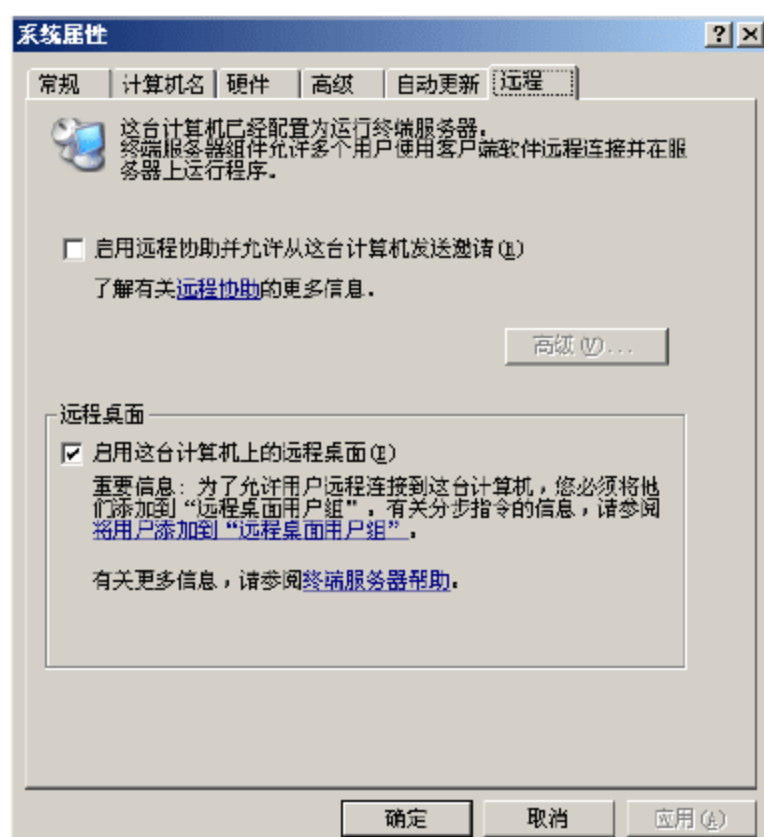 系统属性
常规 计算机名 硬件 高级 自动更新 远程
这台计算机已经配置为运行终端服务器。
终端服务器组件允许多个用户使用客户端软件远程连接并在服
务器上运行程序。
启用远程协助并允许从这台计算机发送邀请(R)
了解有关远程协助的更多信息。
高级(V)...
远程桌面
启用这台计算机上的远程桌面(E)
重要信息: 为了允许用户远程连接到这台计算机，您必须将他
们添加到“远程桌面用户组”。有关分步指令的信息，请参阅
将用户添加到“远程桌面用户组”。
有关更多信息，请参阅终端服务器帮助。
确定 取消 应用(A)